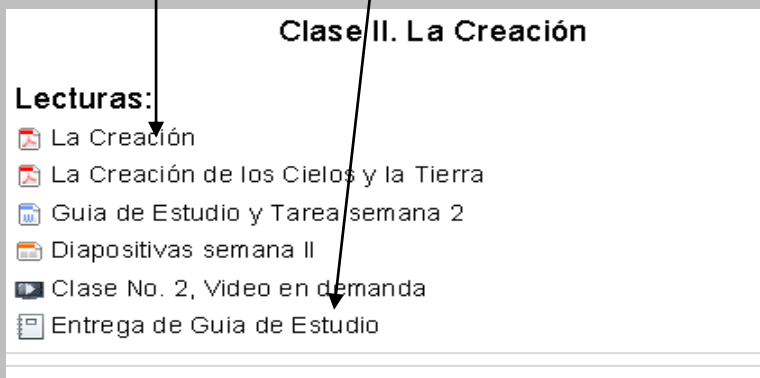 Clase II. La Creación
Lecturas:
La Creación
La Creación de los Cielos y la Tierra
Guia de Estudio y Tarea semana 2
Diapositivas semana II
Clase No. 2, Video en demanda
Entrega de Guia de Estudio